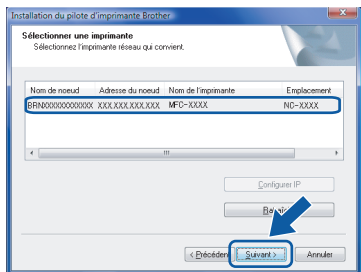 Installation du pilote d'imprimante Brother
Sélectionner une imprimante
Sélectionnez l'imprimante réseau qui convient.
Nom de noeud Adresse du noeud Nom de l'imprimante Emplacement
BRNXXXXXXXXXXXX XXX.XXX.XXX.XXX MFC-XXXX NC-XXXX
Configurer IP
< Précéden Suivant > Annuler